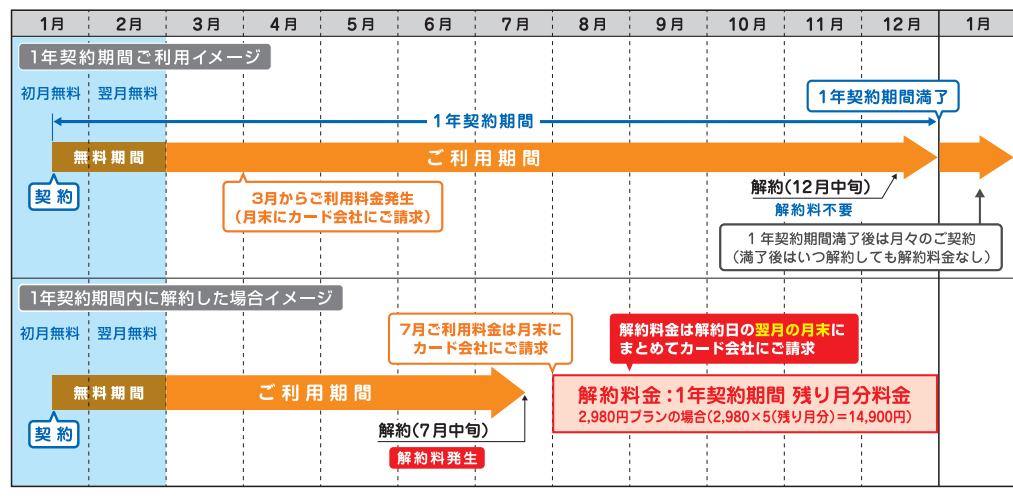 1月 2月 3月 4月 5月 6月 7月 8月 9月 10月 11月 12月 1月
1年契約期間ご利用イメージ
初月無料 翌月無料
1年契約期間満了
1年契約期間
無料期間 ご利用期間
契約
3月からご利用料金発生
(月末にカード会社にご請求)
解約(12月中旬)
解約料不要
1年契約期間満了後は月々のご契約
(満了後はいつ解約しても解約料金なし)
1年契約期間内に解約した場合イメージ
初月無料 翌月無料
7月ご利用料金は月末に
カード会社にご請求
解約料金は解約日の翌月の月末に
まとめてカード会社にご請求
無料期間 ご利用期間
解約料金:1年契約期間 残り月分料金
2,980円プランの場合(2,980×5(残り月分)=14,900円)
契約
解約(7月中旬)
解約料発生